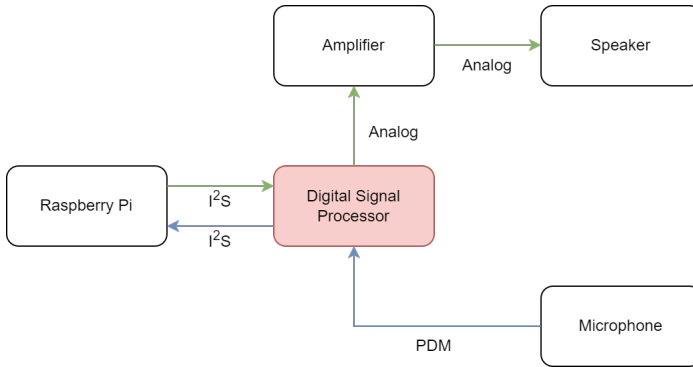 Amplifier
Speaker
Analog
Analog
Raspberry Pi
I²S
Digital Signal
Processor
I²S
Microphone
PDM